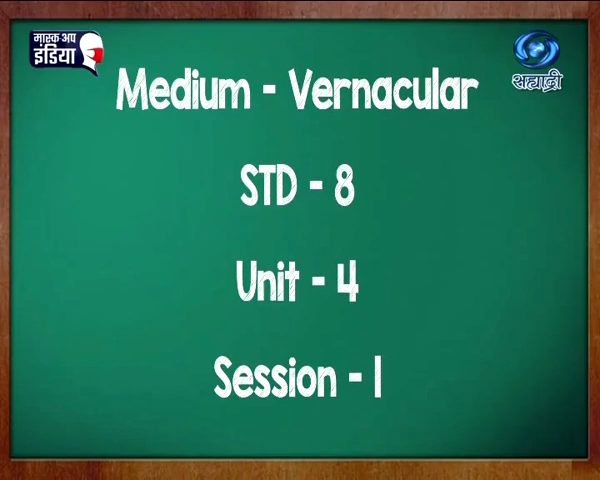 मास्क अप
इंडिया
सह्याद्री
Medium - Vernacular
STD - 8
Unit - 4
Session - 1